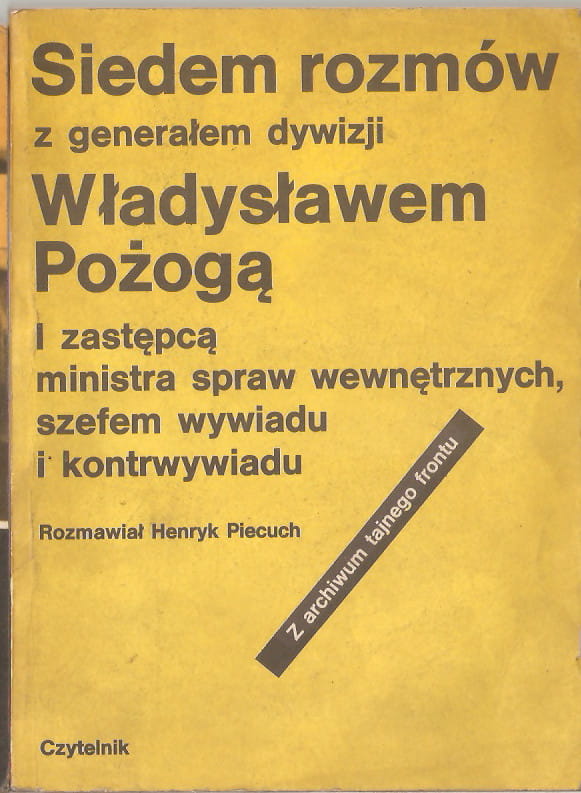 Siedem rozmów
z generałem dywizji
Władysławem
Pożogą
I zastępcą
ministra spraw wewnętrznych,
szefem wywiadu
i kontrwywiadu
Rozmawiał Henryk Piecuch
Z archiwum tajnego frontu
Czytelnik